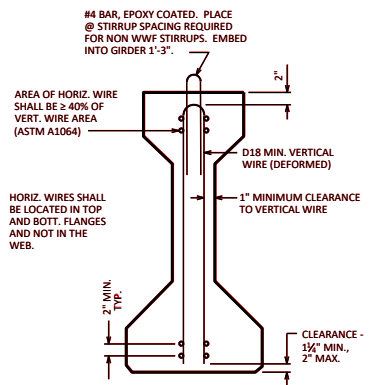 #4 BAR, EPOXY COATED. PLACE
@ STIRRUP SPACING REQUIRED
FOR NON WWF STIRRUPS. EMBED
INTO GIRDER 1'-3".
2"
AREA OF HORIZ. WIRE
SHALL BE ≥ 40% OF
VERT. WIRE AREA
(ASTM A1064)
D18 MIN. VERTICAL
WIRE (DEFORMED)
HORIZ. WIRES SHALL
BE LOCATED IN TOP
AND BOTT. FLANGES
AND NOT IN THE
WEB.
1" MINIMUM CLEARANCE
TO VERTICAL WIRE
2" MIN.
TYP.
CLEARANCE -
1¼" MIN.,
2" MAX.